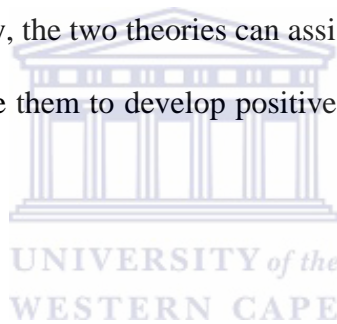 , the two theories can assi
them to develop positive
UNIVERSITY of the
WESTERN CAPE